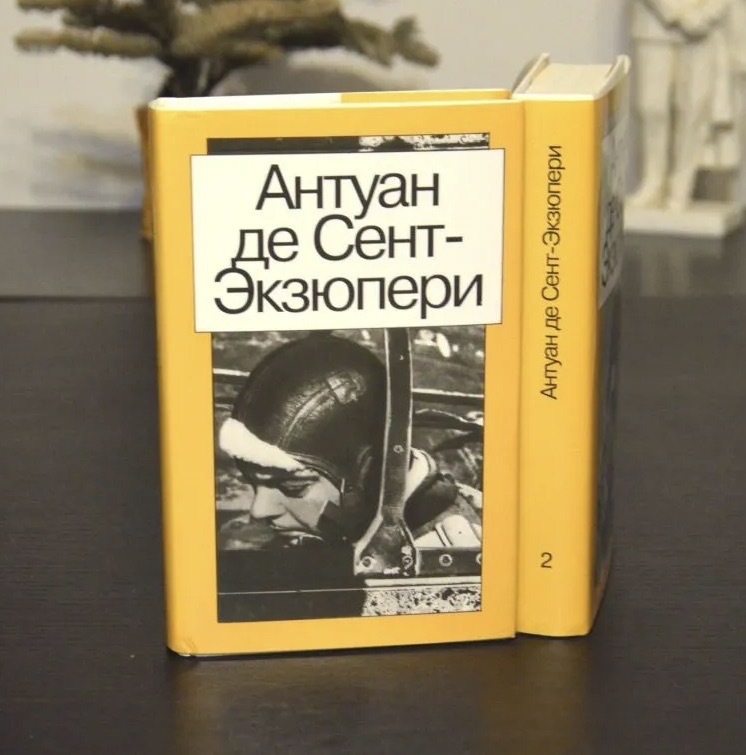 Антуан
де Сент-
Экзюпери
Антуан де Сент-Экзюпери
2